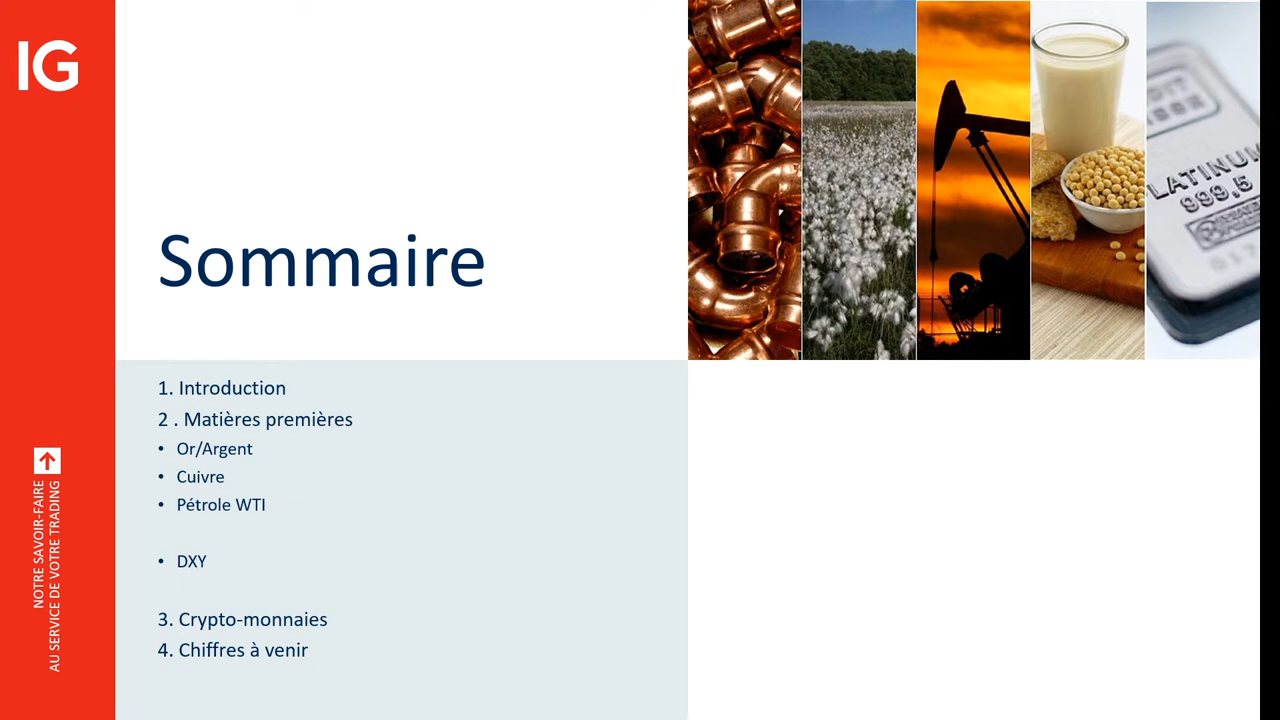 IG
Sommaire
1. Introduction
2 . Matières premières
• Or/Argent
• Cuivre
• Pétrole WTI
• DXY
3. Crypto-monnaies
4. Chiffres à venir
NOTRE SAVOIR-FAIRE
AU SERVICE DE VOTRE TRADING
LATINUM
999,5